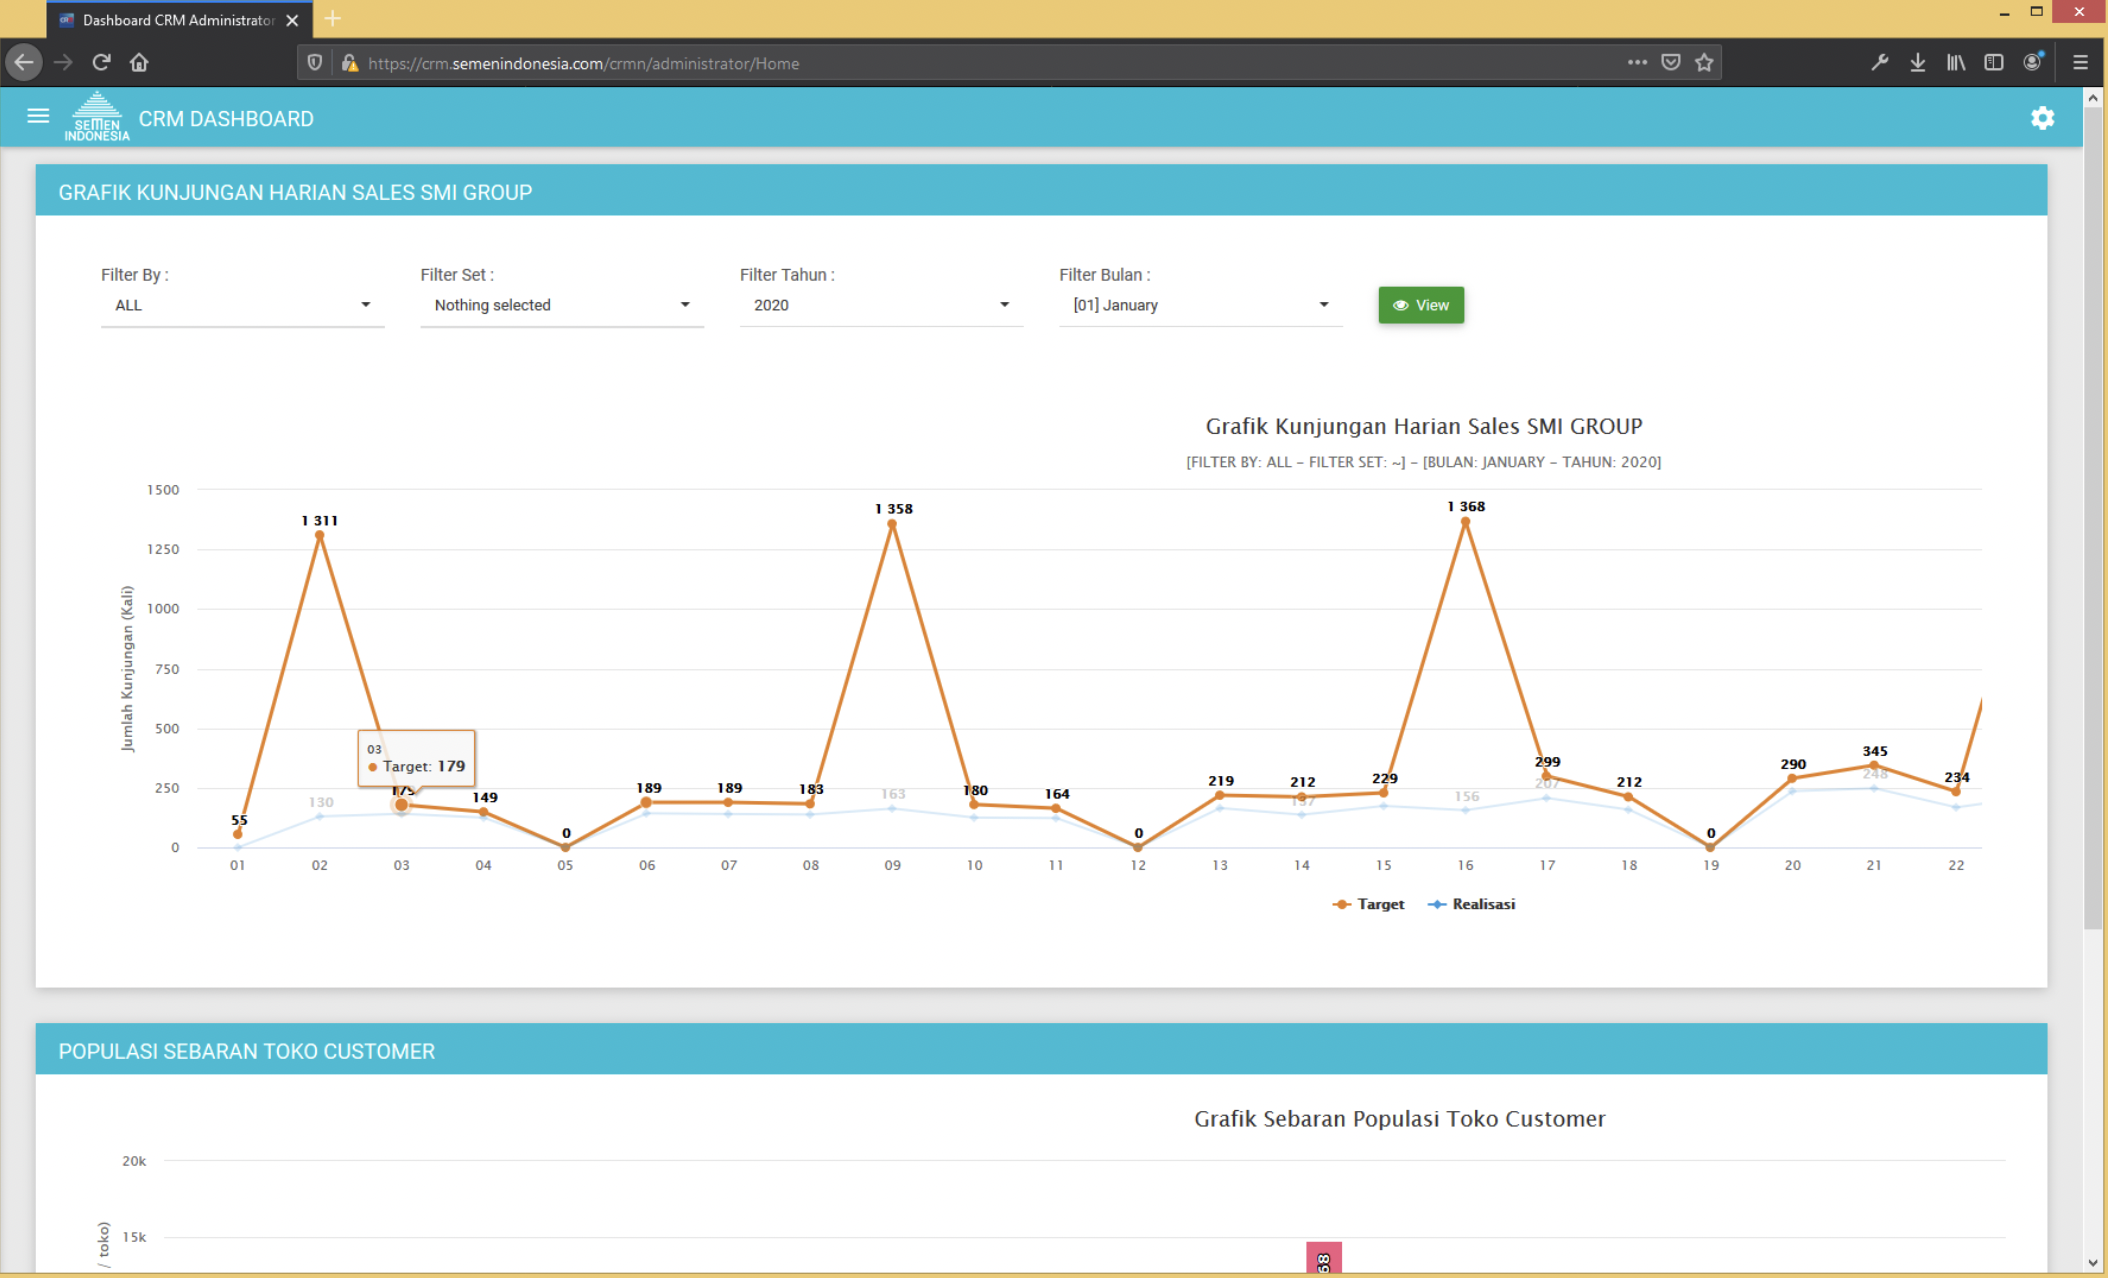 Dashboard CRM Administrator
https://crm.semenindonesia.com/crmn/administrator/Home
SEMEN
INDONESIA
CRM DASHBOARD
GRAFIK KUNJUNGAN HARIAN SALES SMI GROUP
Filter By :
Filter Set :
Filter Tahun :
Filter Bulan :
ALL
Nothing selected
2020
[01] January
View
Grafik Kunjungan Harian Sales SMI GROUP
[FILTER BY: ALL – FILTER SET: ~] – [BULAN: JANUARY – TAHUN: 2020]
Jumlah Kunjungan (Kali)
1500
1250
1000
750
500
250
0
55
1 311
179
149
0
189
189
183
1 358
180
164
0
219
212
229
1 368
299
212
0
290
345
234
130
163
137
156
207
248
03
Target: 179
01 02 03 04 05 06 07 08 09 10 11 12 13 14 15 16 17 18 19 20 21 22
Target Realisasi
POPULASI SEBARAN TOKO CUSTOMER
Grafik Sebaran Populasi Toko Customer
20k
15k
/ toko)
68